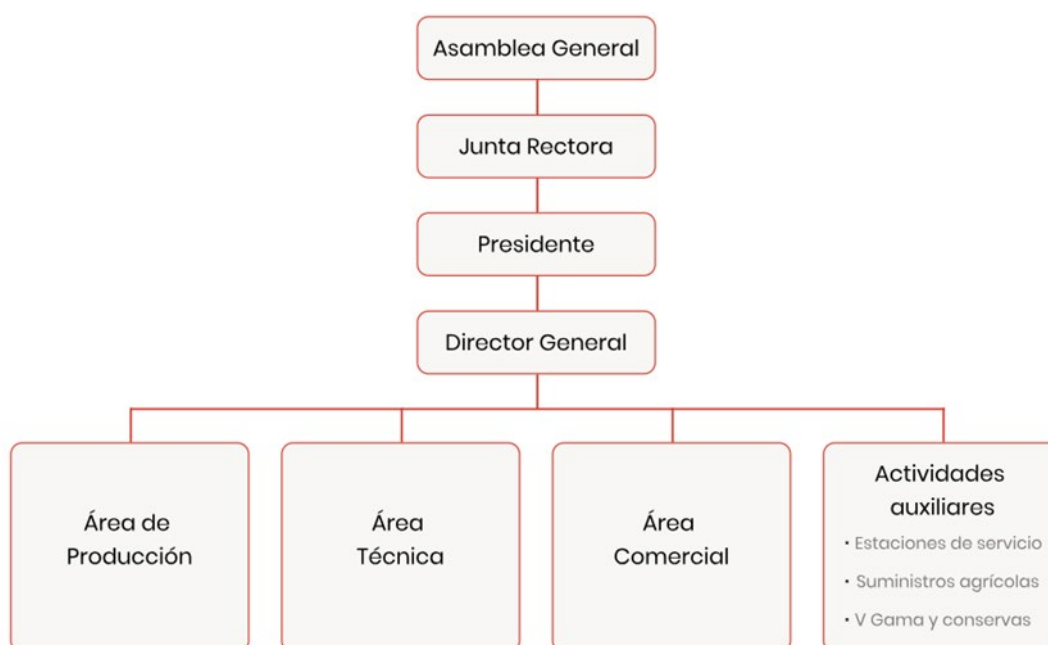 Asamblea General
Junta Rectora
Presidente
Director General
Área de
Producción
Área
Técnica
Área
Comercial
Actividades
auxiliares
· Estaciones de servicio
· Suministros agrícolas
· V Gama y conservas